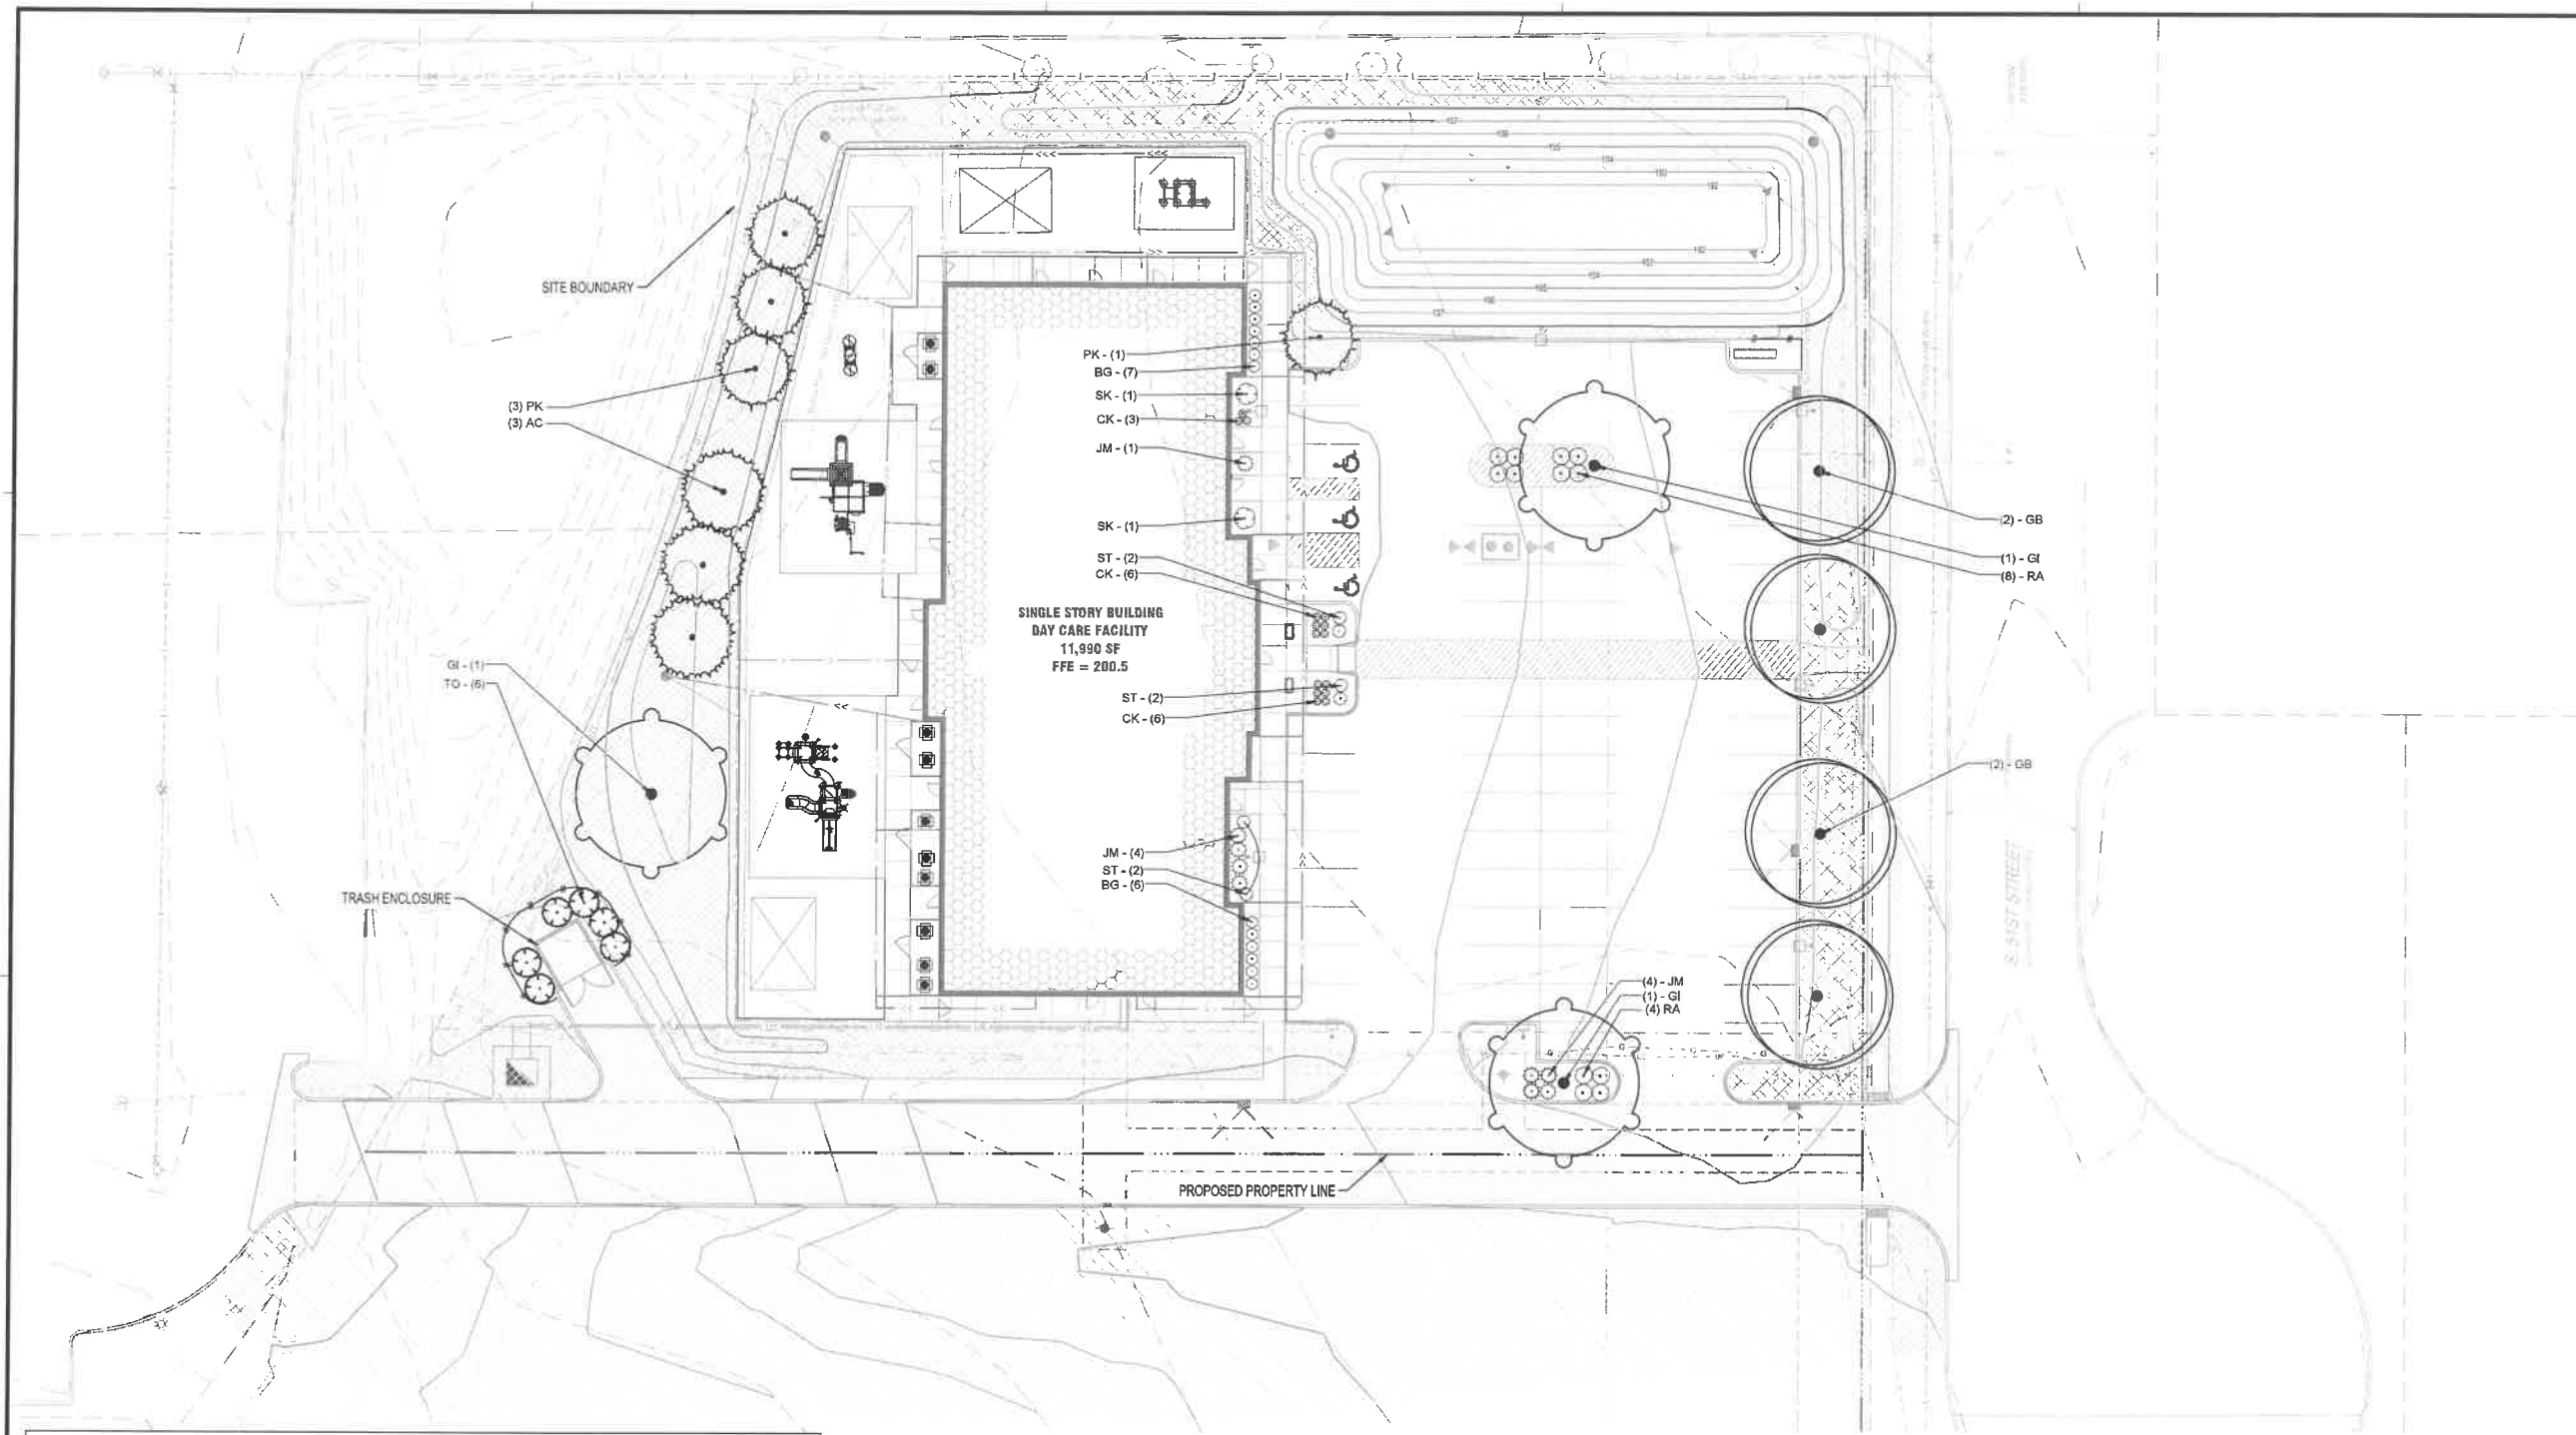 SITE BOUNDARY
(3) PK
(3) AC
GI - (1)
TO - (6)
TRASH ENCLOSURE
PK - (1)
BG - (7)
SK - (1)
CK - (3)
JM - (1)
SK - (1)
ST - (2)
CK - (6)
SINGLE STORY BUILDING
DAY CARE FACILITY
11,990 SF
FFE = 200.5
ST - (2)
CK - (6)
JM - (4)
ST - (2)
BG - (6)
(2) - GB
(1) - GI
(8) - RA
(2) - GB
S. 51ST STREET
(4) - JM
(1) - GI
(4) RA
PROPOSED PROPERTY LINE